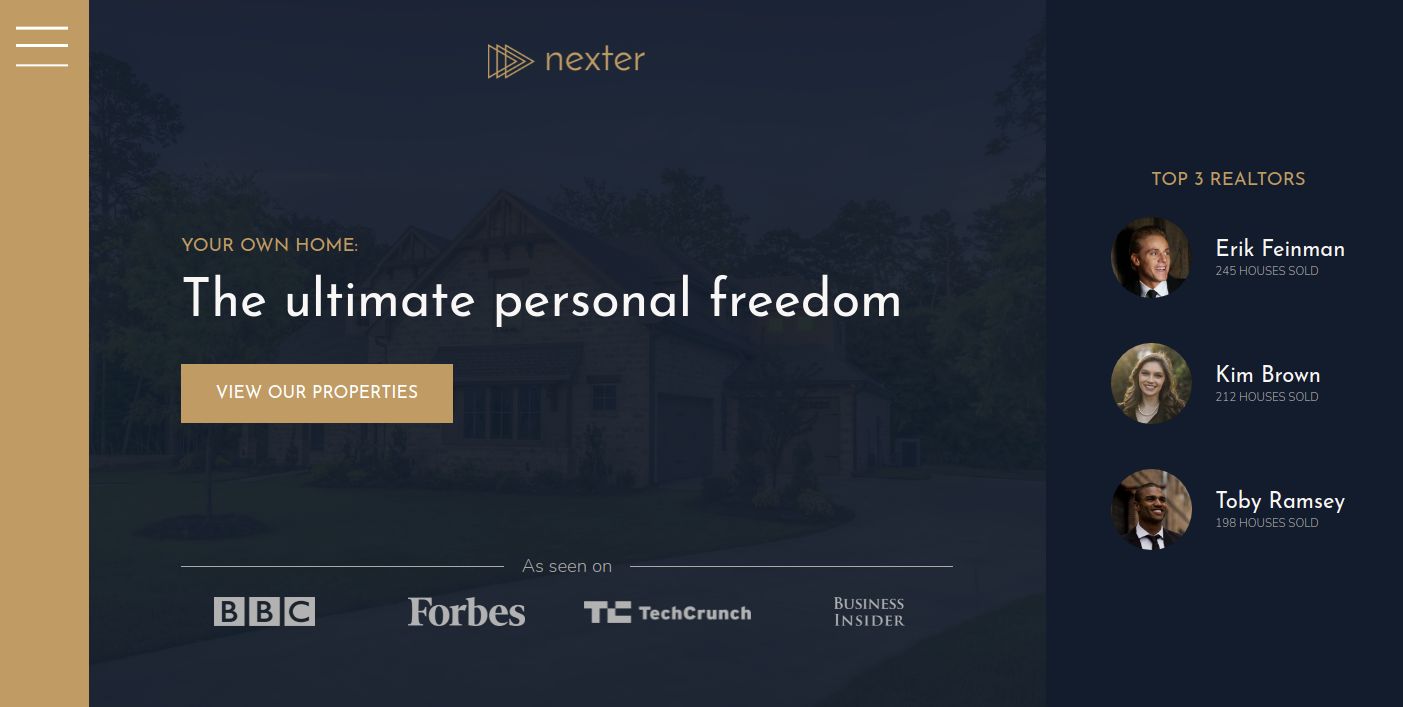 nexter
YOUR OWN HOME:
The ultimate personal freedom
VIEW OUR PROPERTIES
As seen on
BBC
Forbes
TC TechCrunch
BUSINESS
INSIDER
TOP 3 REALTORS
Erik Feinman
245 HOUSES SOLD
Kim Brown
212 HOUSES SOLD
Toby Ramsey
198 HOUSES SOLD